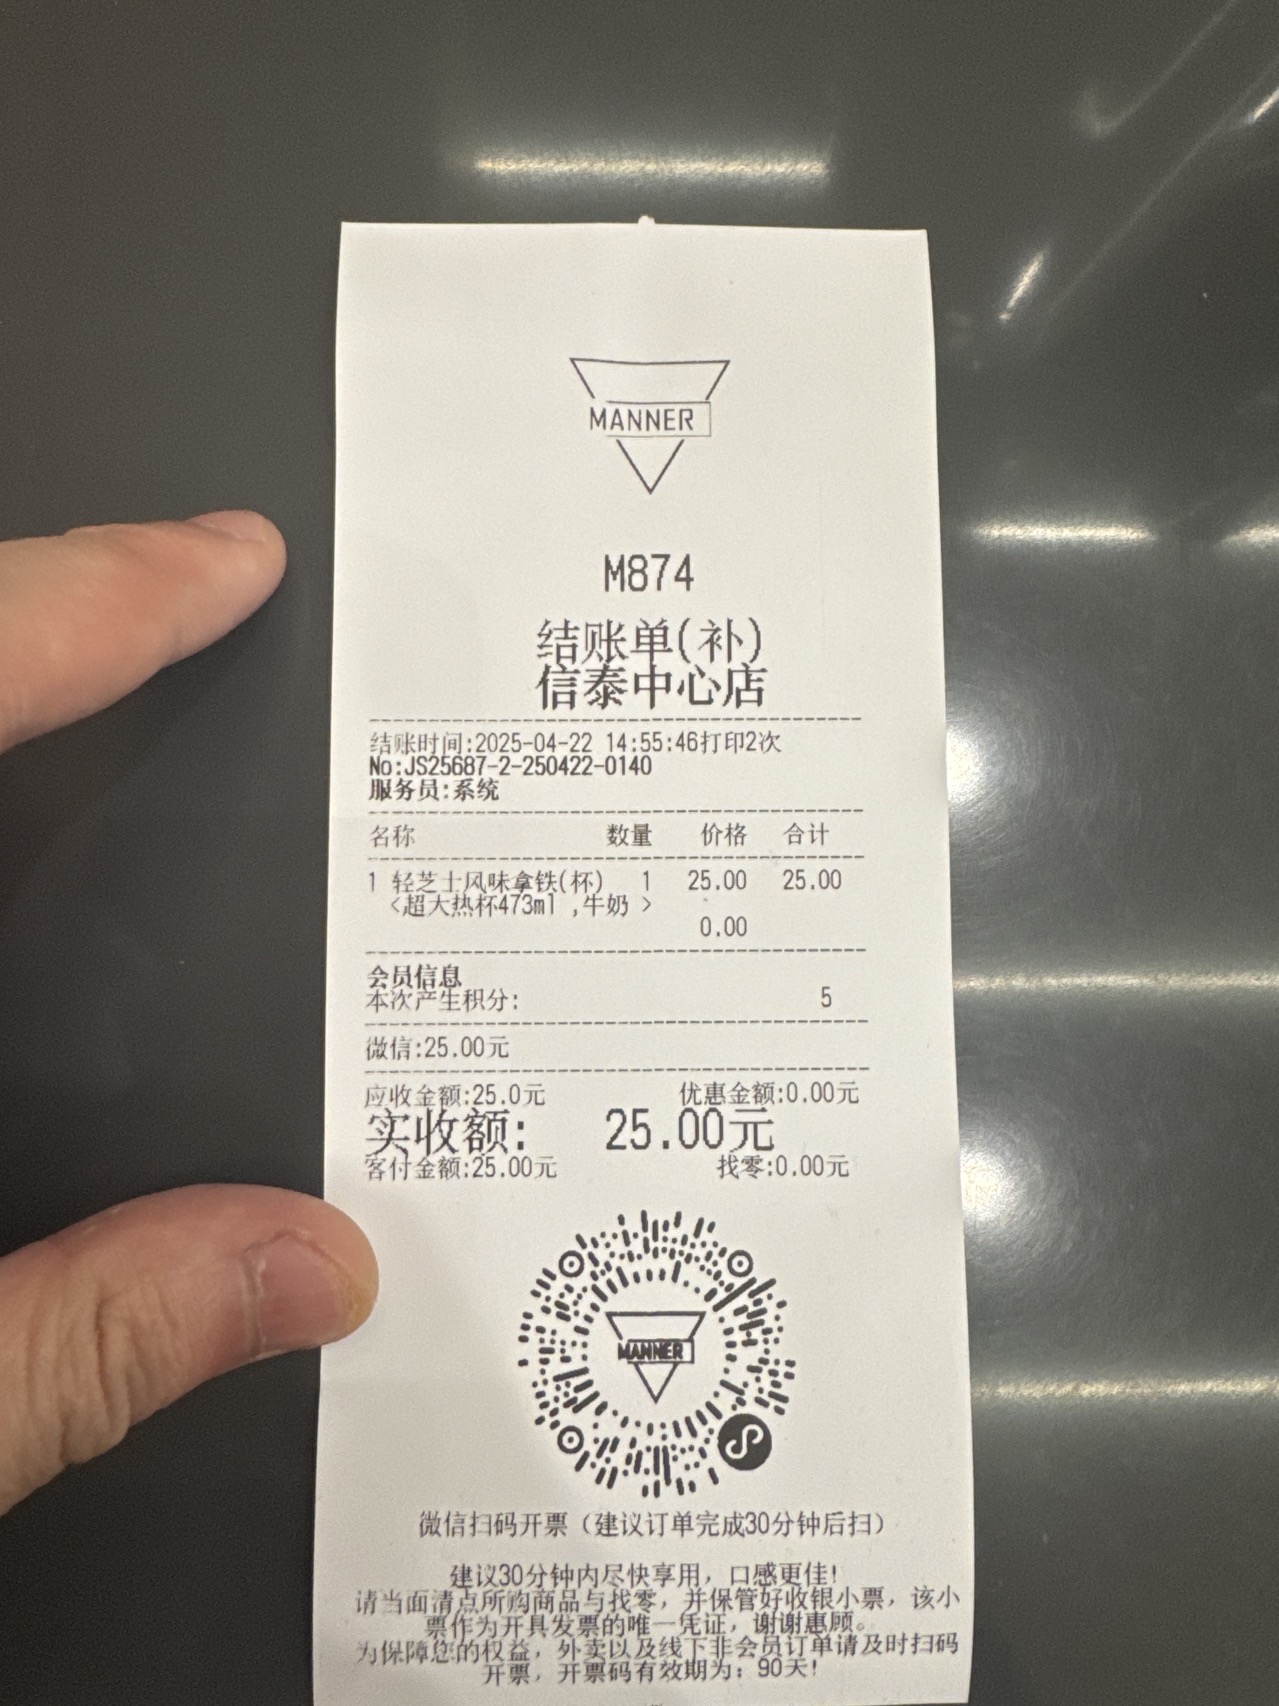 MANNER
M874
结账单(补)
信泰中心店
结账时间:2025-04-22 14:55:46打印2次
No:JS25687-2-250422-0140
服务员:系统
名称 数量 价格 合计
1 轻芝士风味拿铁(杯) 1 25.00 25.00
<超大热杯473ml ,牛奶 >
0.00
会员信息
本次产生积分: 5
微信:25.00元
应收金额:25.0元 优惠金额:0.00元
实收额: 25.00元
客付金额:25.00元 找零:0.00元
MANNER
微信扫码开票（建议订单完成30分钟后扫）
建议30分钟内尽快享用，口感更佳!
请当面清点所购商品与找零，并保管好收银小票，该小
票作为开具发票的唯一凭证，谢谢惠顾。
为保障您的权益，外卖以及线下非会员订单请及时扫码
开票，开票码有效期为：90天!